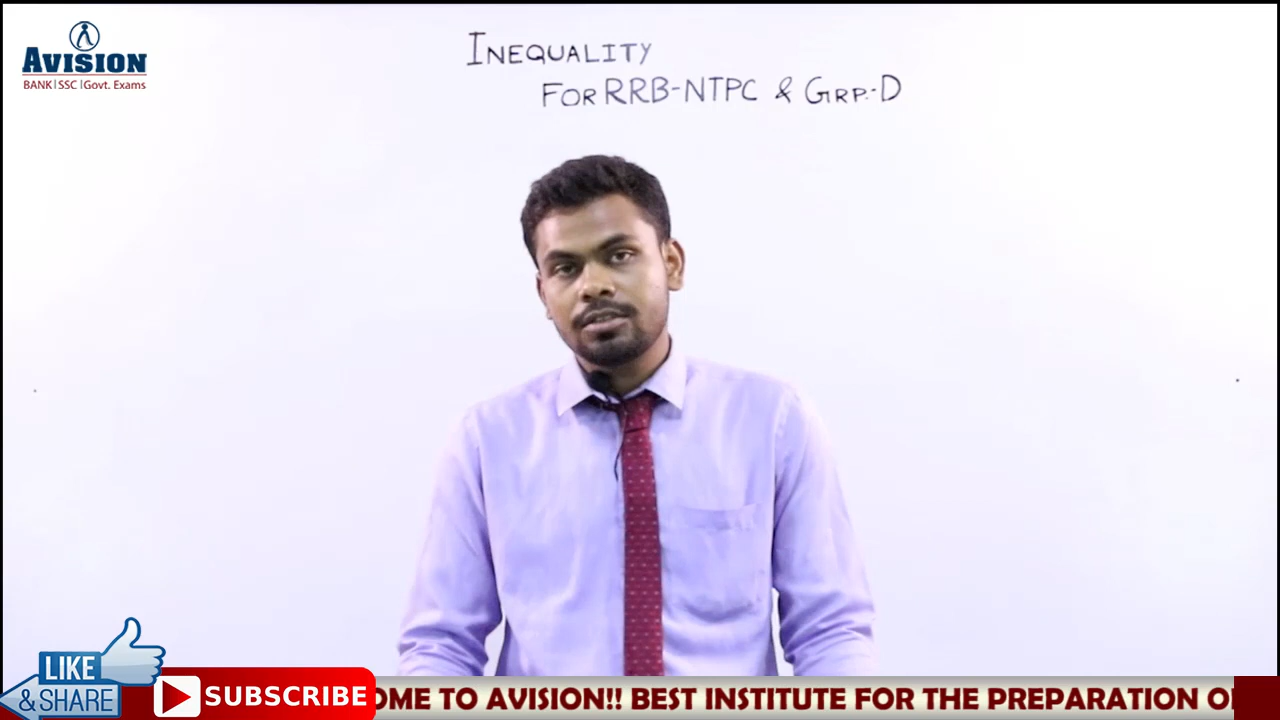 AVISION
BANK|SSC|Govt. Exams
INEQUALITY
FOR RRB-NTPC & GRP.-D
LIKE
& SHARE
SUBSCRIBE
OME TO AVISION!! BEST INSTITUTE FOR THE PREPARATION O